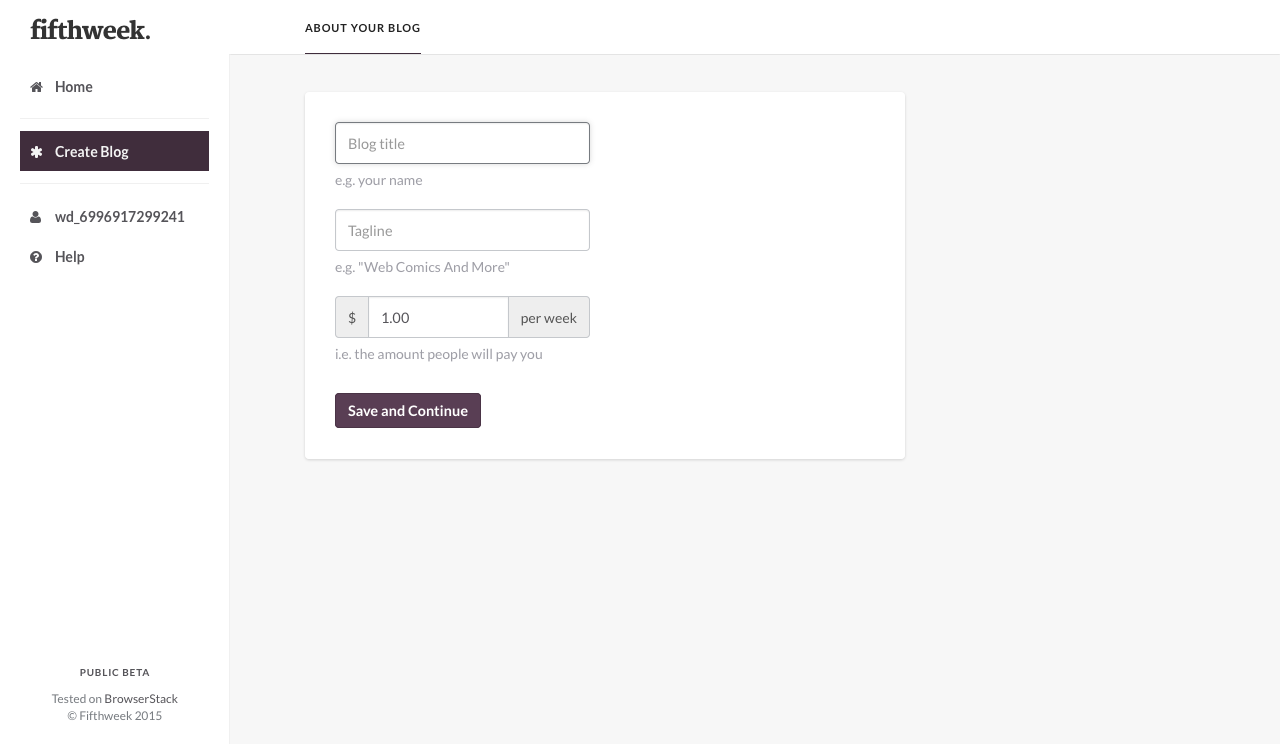 fifthweek.
Home
Create Blog
wd_6996917299241
Help
PUBLIC BETA
Tested on BrowserStack
© Fifthweek 2015
ABOUT YOUR BLOG
Blog title
e.g. your name
Tagline
e.g. "Web Comics And More"
$ 1.00 per week
i.e. the amount people will pay you
Save and Continue